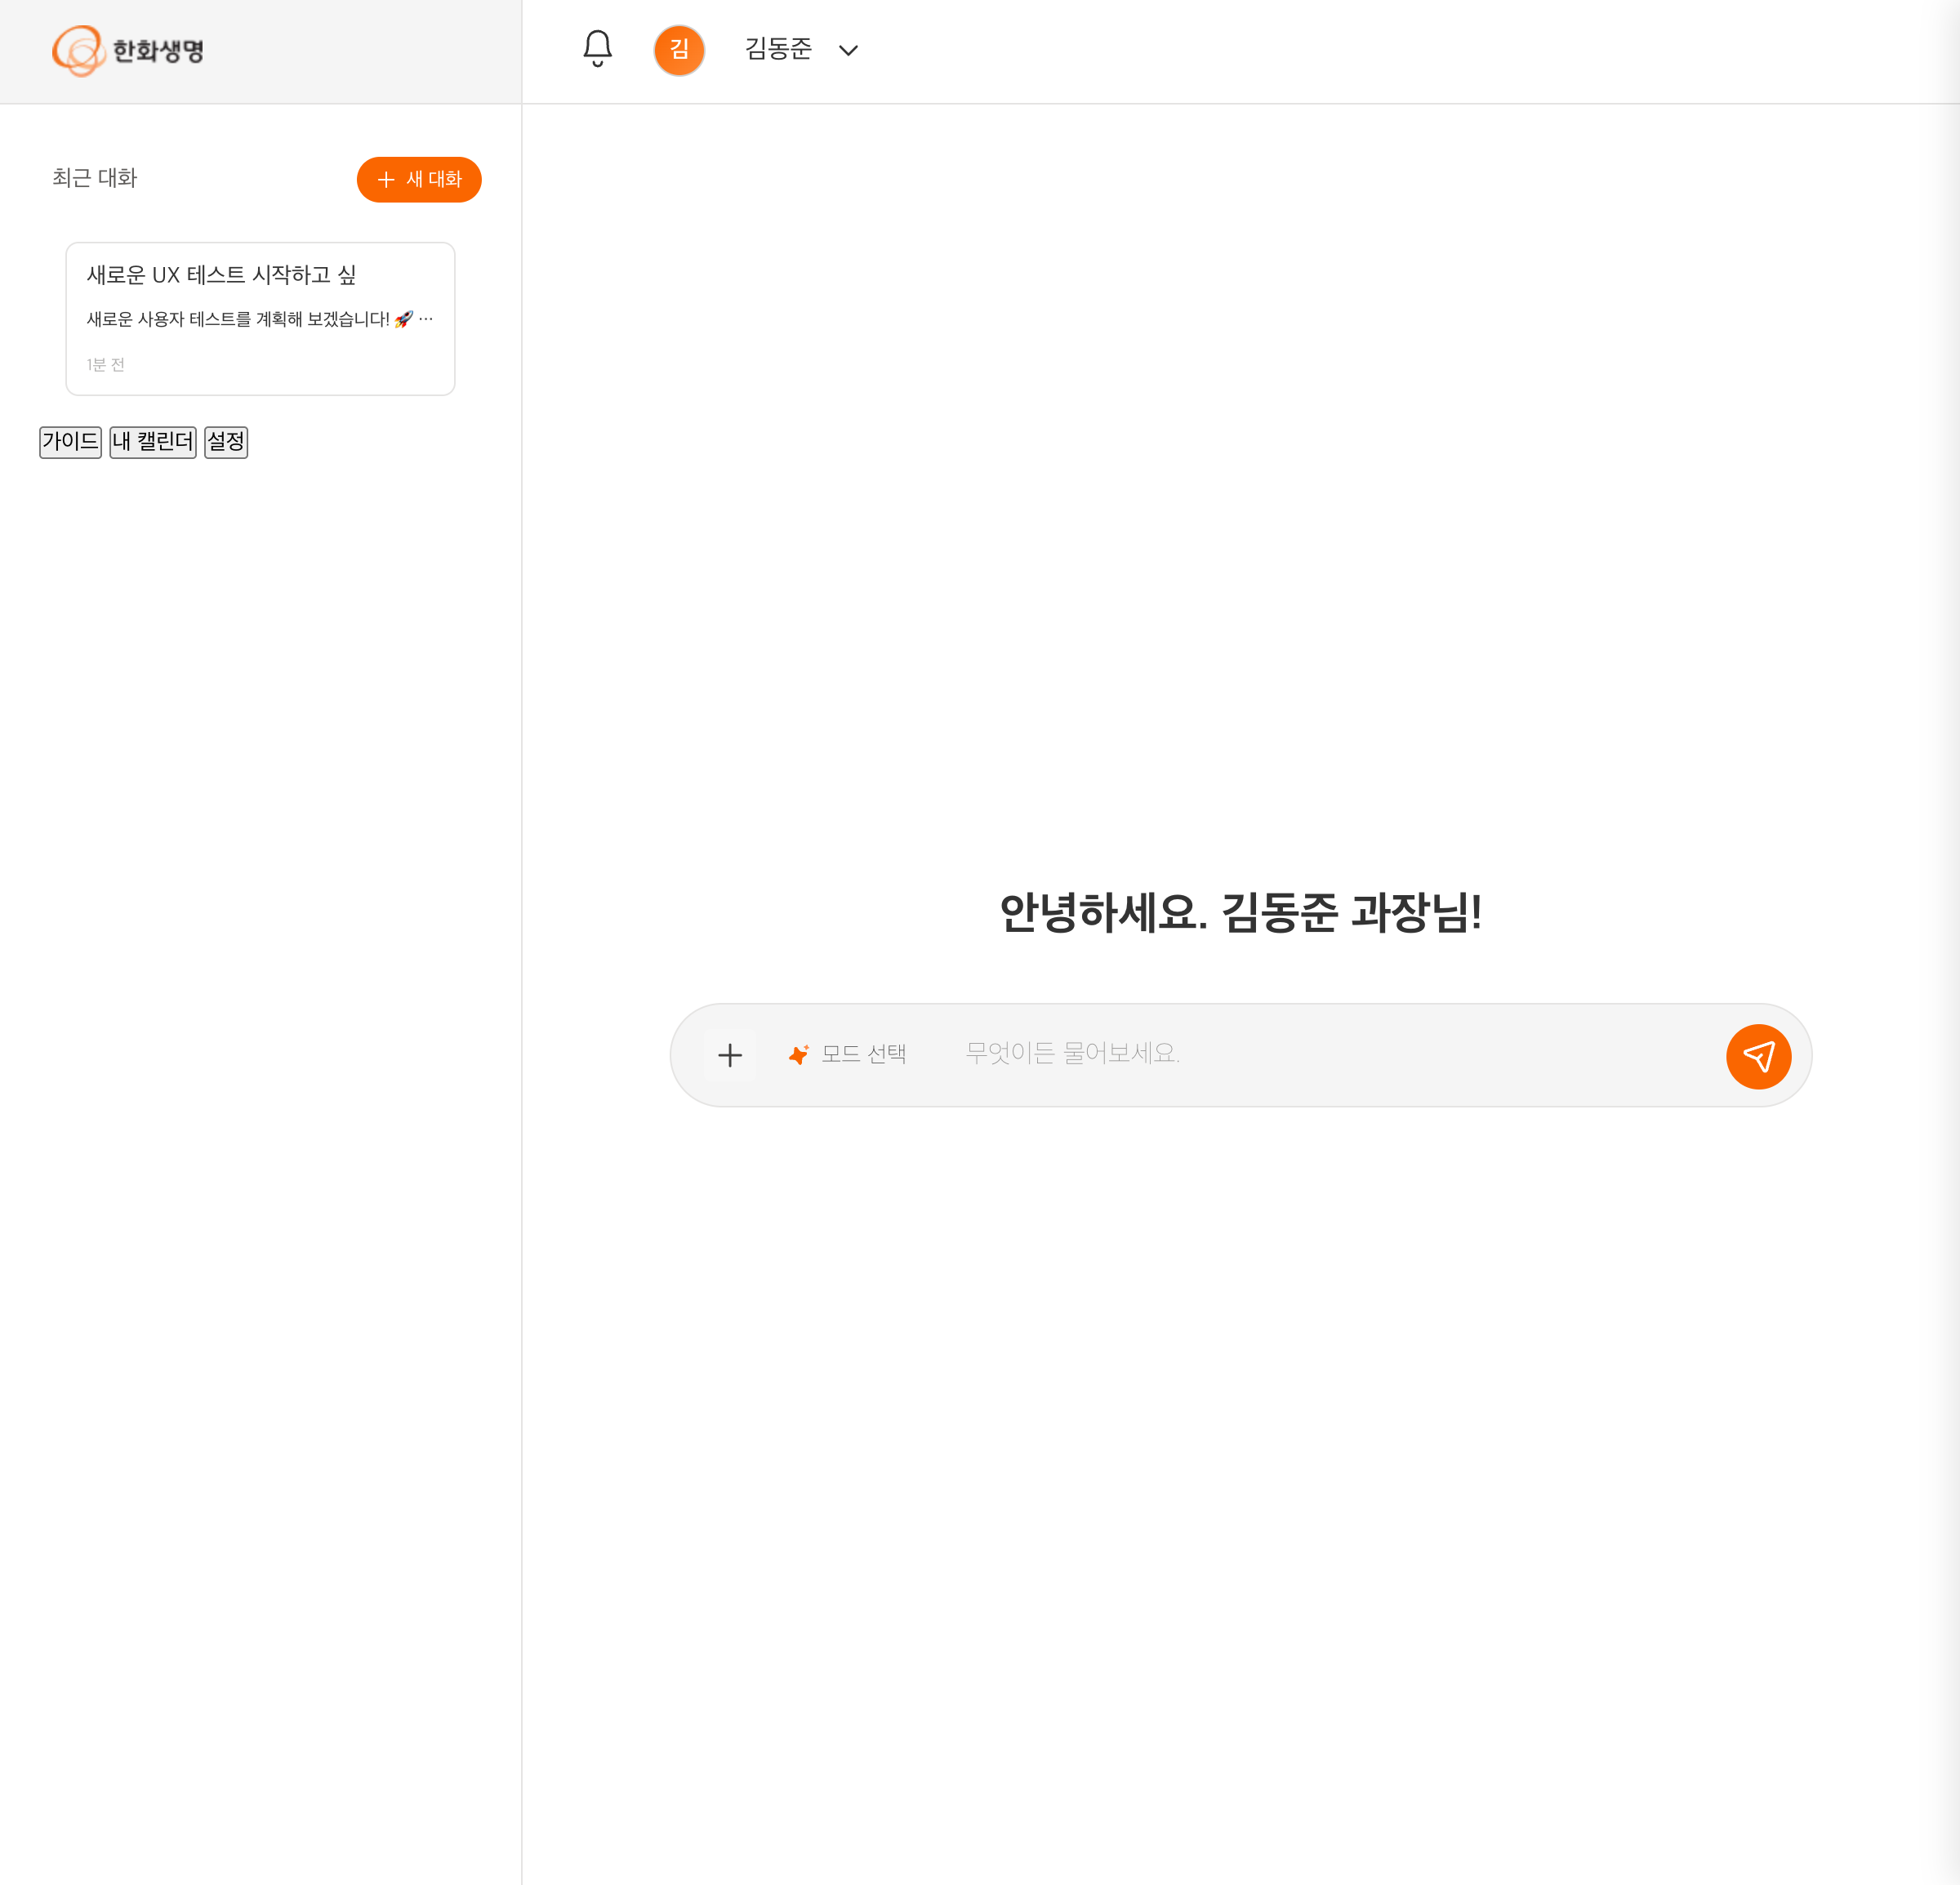 한화생명
김
김동준
최근 대화
새 대화
새로운 UX 테스트 시작하고 싶
새로운 사용자 테스트를 계획해 보겠습니다! 🚀 ...
1분 전
가이드
내 캘린더
설정
안녕하세요. 김동준 과장님!
모드 선택
무엇이든 물어보세요.